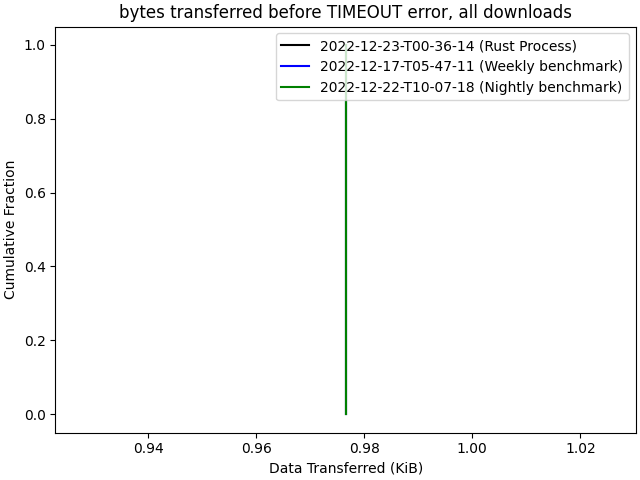 bytes transferred before TIMEOUT error, all downloads
2022-12-23-T00-36-14 (Rust Process)
2022-12-17-T05-47-11 (Weekly benchmark)
2022-12-22-T10-07-18 (Nightly benchmark)
Cumulative Fraction
1.0
0.8
0.6
0.4
0.2
0.0
0.94 0.96 0.98 1.00 1.02
Data Transferred (KiB)